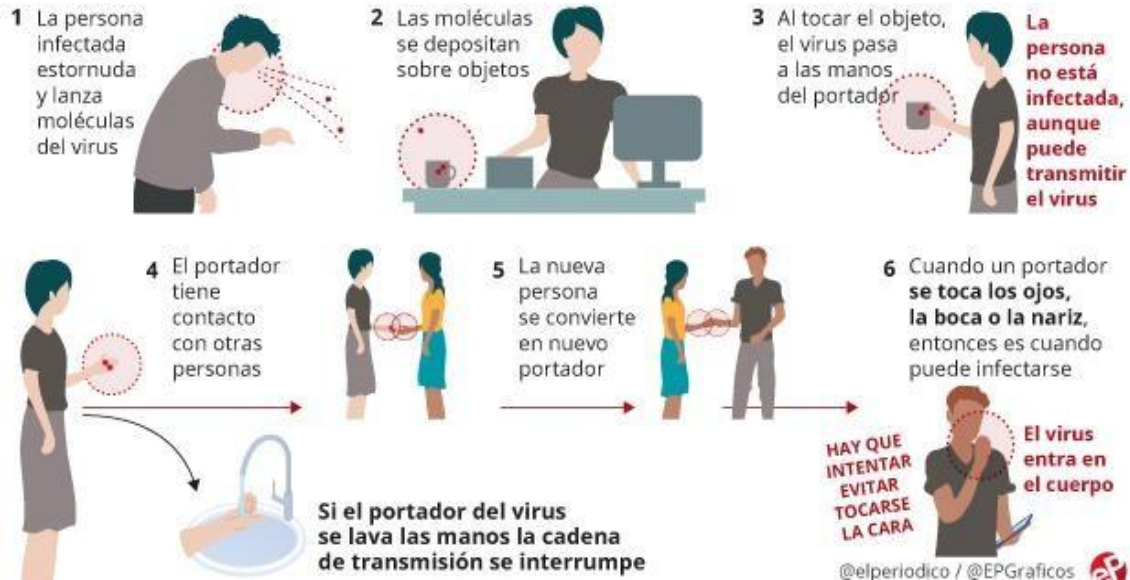 1 La persona
infectada
estornuda
y lanza
moléculas
del virus
2 Las moléculas
se depositan
sobre objetos
3 Al tocar el objeto,
el virus pasa
a las manos
del portador
La
persona
no está
infectada,
aunque
puede
transmitir
el virus
4 El portador
tiene
contacto
con otras
personas
5 La nueva
persona
se convierte
en nuevo
portador
6 Cuando un portador
se toca los ojos,
la boca o la nariz,
entonces es cuando
puede infectarse
Si el portador del virus
se lava las manos la cadena
de transmisión se interrumpe
HAY QUE
INTENTAR
EVITAR
TOCARSE
LA CARA
El virus
entra en
el cuerpo
@elperiodico / @EPGraficos
eP